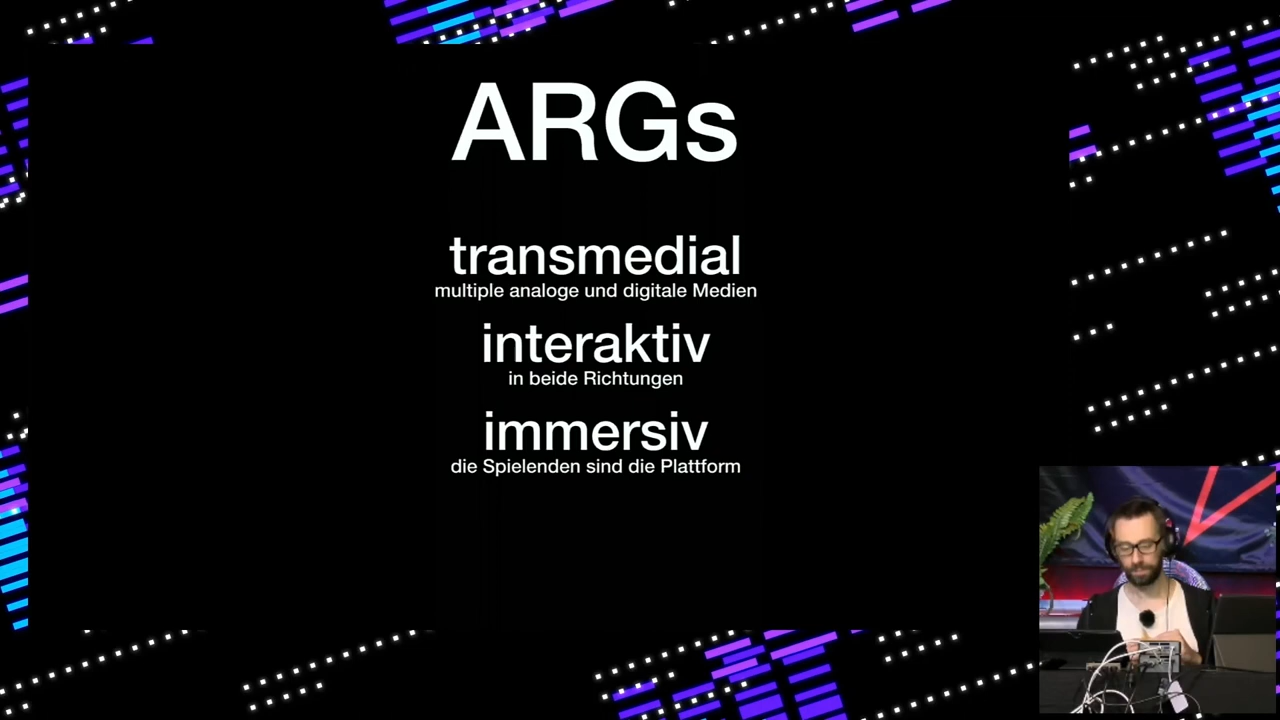 ARGs
transmedial
multiple analoge und digitale Medien
interaktiv
in beide Richtungen
immersiv
die Spielenden sind die Plattform